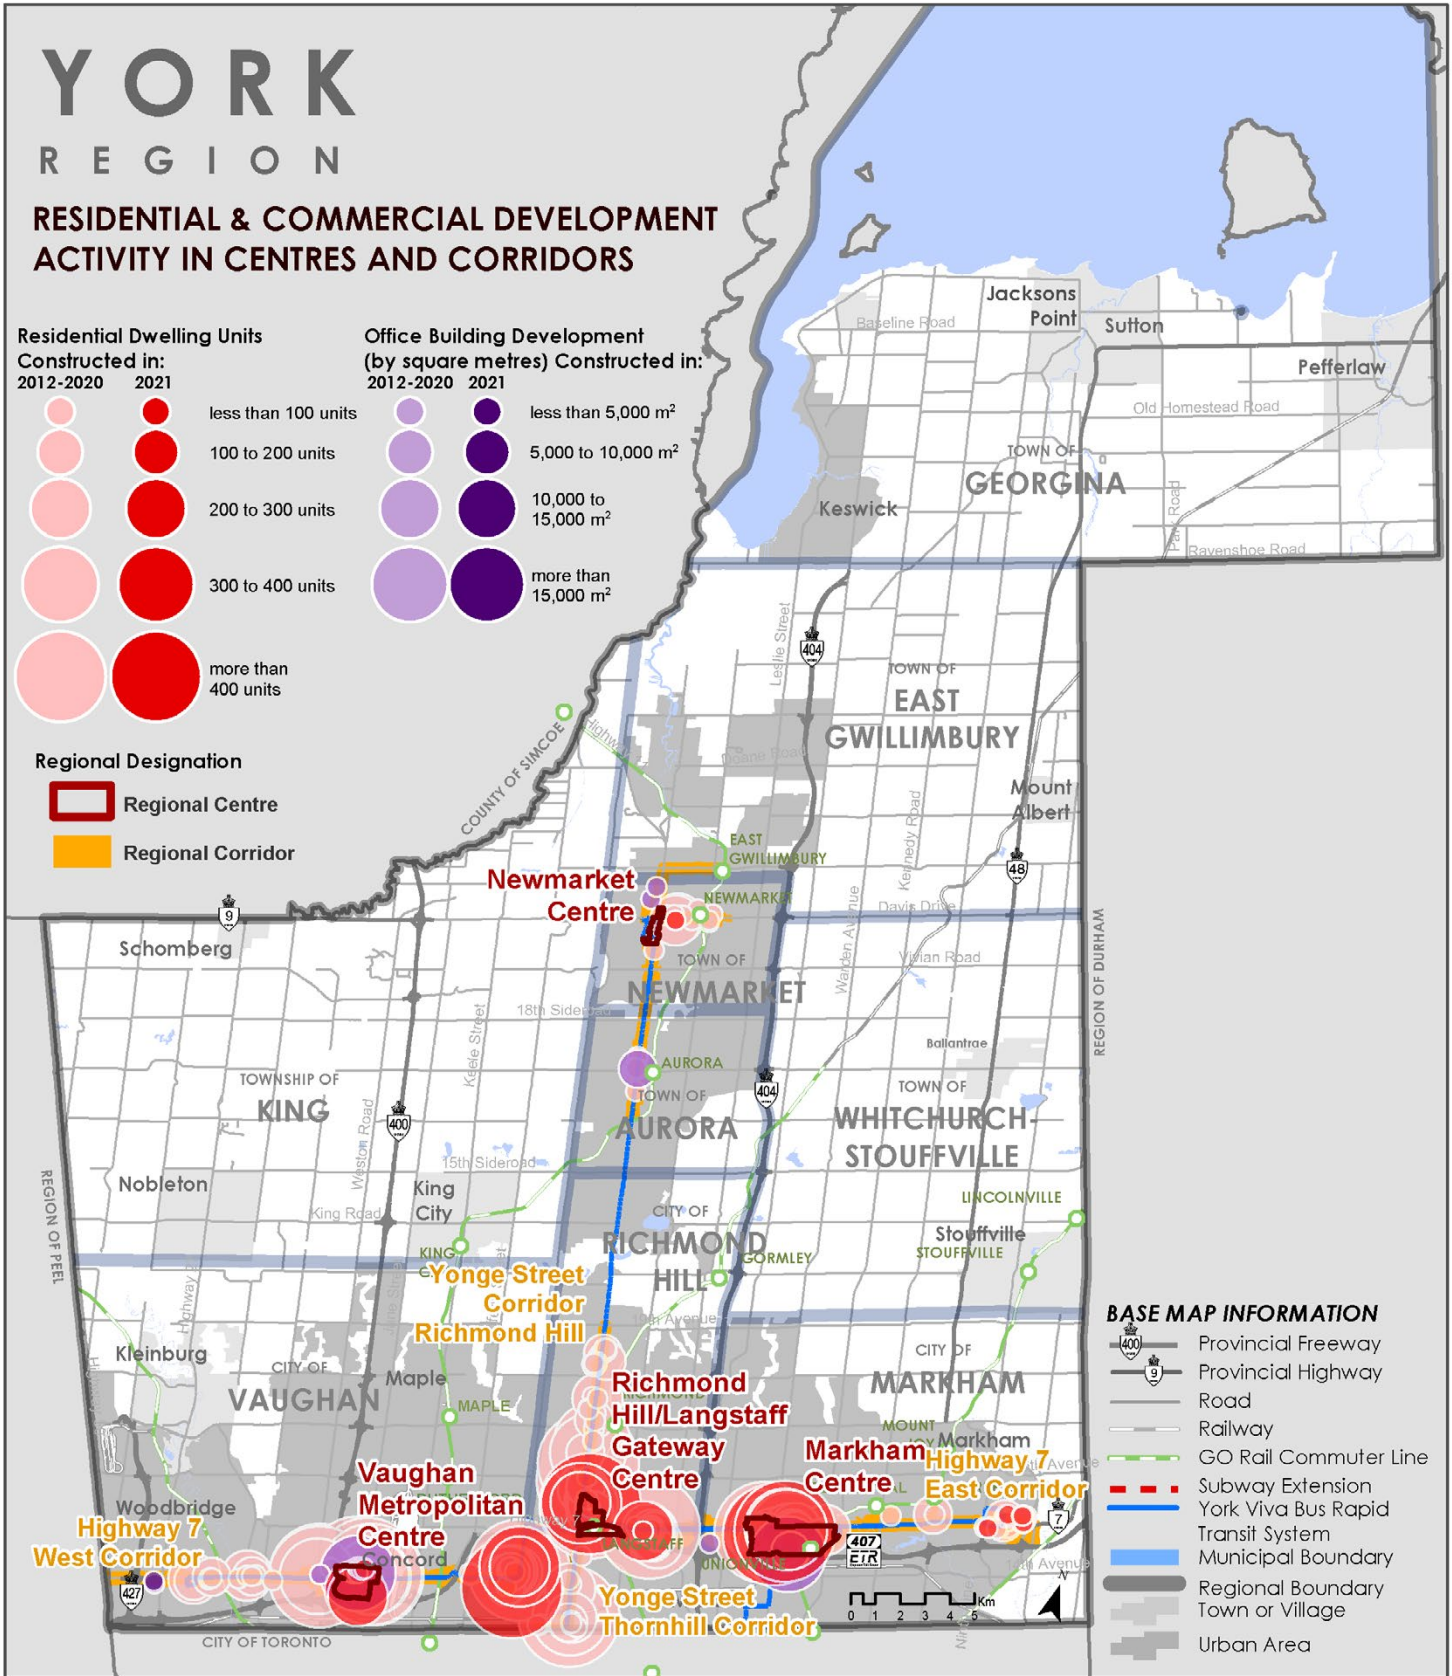 YORK
REGION
RESIDENTIAL & COMMERCIAL DEVELOPMENT
ACTIVITY IN CENTRES AND CORRIDORS
Residential Dwelling Units
Constructed in:
2012-2020 2021
less than 100 units
100 to 200 units
200 to 300 units
300 to 400 units
more than
400 units
Office Building Development
(by square metres) Constructed in:
2012-2020 2021
less than 5,000 m²
5,000 to 10,000 m²
10,000 to
15,000 m²
more than
15,000 m²
Regional Designation
Regional Centre
Regional Corridor
Jacksons
Point
Sutton
Baseline Road
Pefferlaw
Old Homestead Road
TOWN OF
GEORGINA
Keswick
Park Road
Ravenshoe Road
Leslie Street
404
TOWN OF
EAST
GWILLIMBURY
Highway
Doane Road
COUNTY OF SIMCOE
Mount
Albert
Kennedy Road
EAST
GWILLIMBURY
48
Newmarket
Centre
NEWMARKET
Davis Drive
9
Schomberg
Warden Avenue
Vivian Road
REGION OF DURHAM
TOWN OF
NEWMARKET
18th Sideroad
Keele Street
Ballantrae
AURORA
TOWNSHIP OF
KING
TOWN OF
AURORA
404
TOWN OF
WHITCHURCH-
STOUFFVILLE
400
Weston Road
15th Sideroad
Nobleton
King
City
King Road
REGION OF PEEL
CITY OF
RICHMOND
HILL
LINCOLNVILLE
Stouffville
STOUFFVILLE
GORMLEY
KING
Yonge Street
Corridor
Richmond Hill
19th Avenue
Kleinburg
CITY OF
VAUGHAN
Maple
MAPLE
CITY OF
MARKHAM
Richmond
Hill/Langstaff
Gateway
Centre
MOUNT
Markham
Markham
Centre
Highway 7
East Corridor
Vaughan
Metropolitan
Centre
Concord
Woodbridge
Highway 7
West Corridor
427
Highway 7
LANGSTAFF
UNIONVILLE
407
ETR
7
Yonge Street
Thornhill Corridor
CITY OF TORONTO
0 1 2 3 4 5 Km
N
BASE MAP INFORMATION
400 Provincial Freeway
9 Provincial Highway
Road
Railway
GO Rail Commuter Line
Subway Extension
York Viva Bus Rapid
Transit System
Municipal Boundary
Regional Boundary
Town or Village
Urban Area